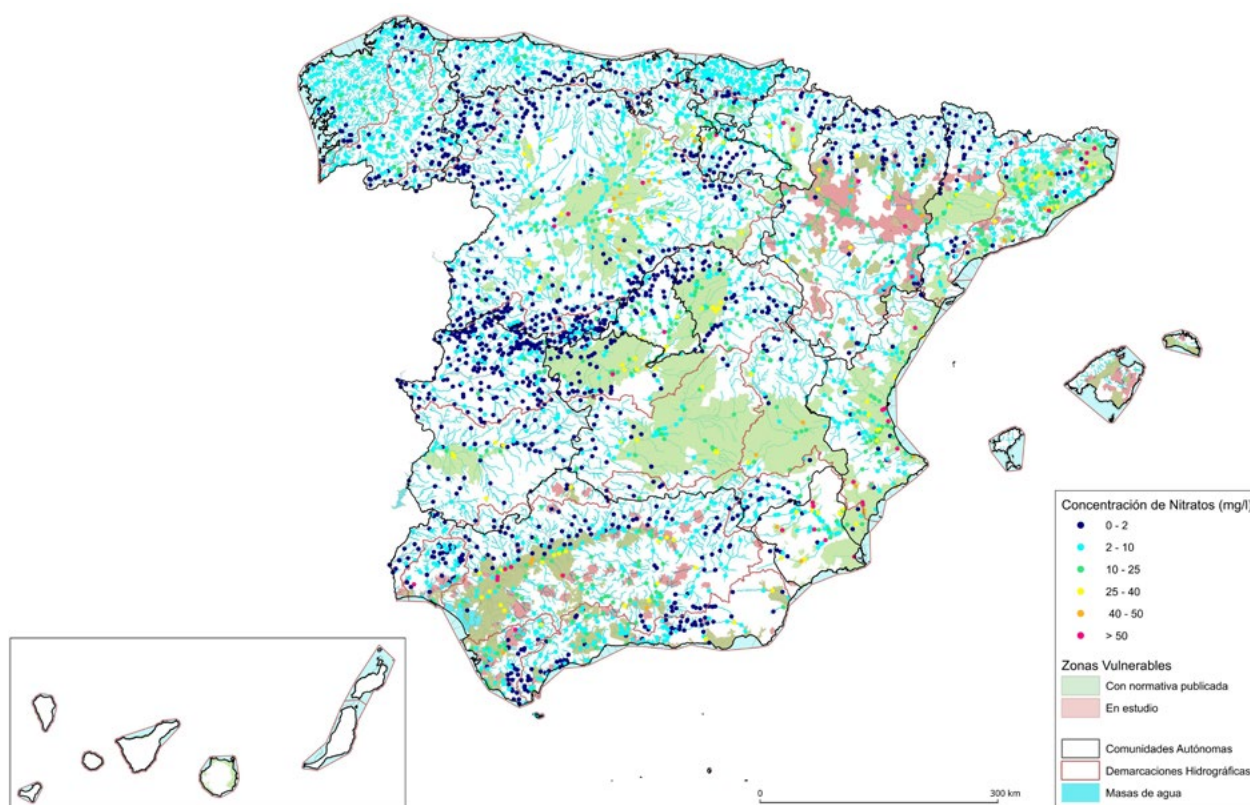 Concentración de Nitratos (mg/l)
0 - 2
2 - 10
10 - 25
25 - 40
40 - 50
> 50
Zonas Vulnerables
Con normativa publicada
En estudio
Comunidades Autónomas
Demarcaciones Hidrográficas
Masas de agua
0 300 km